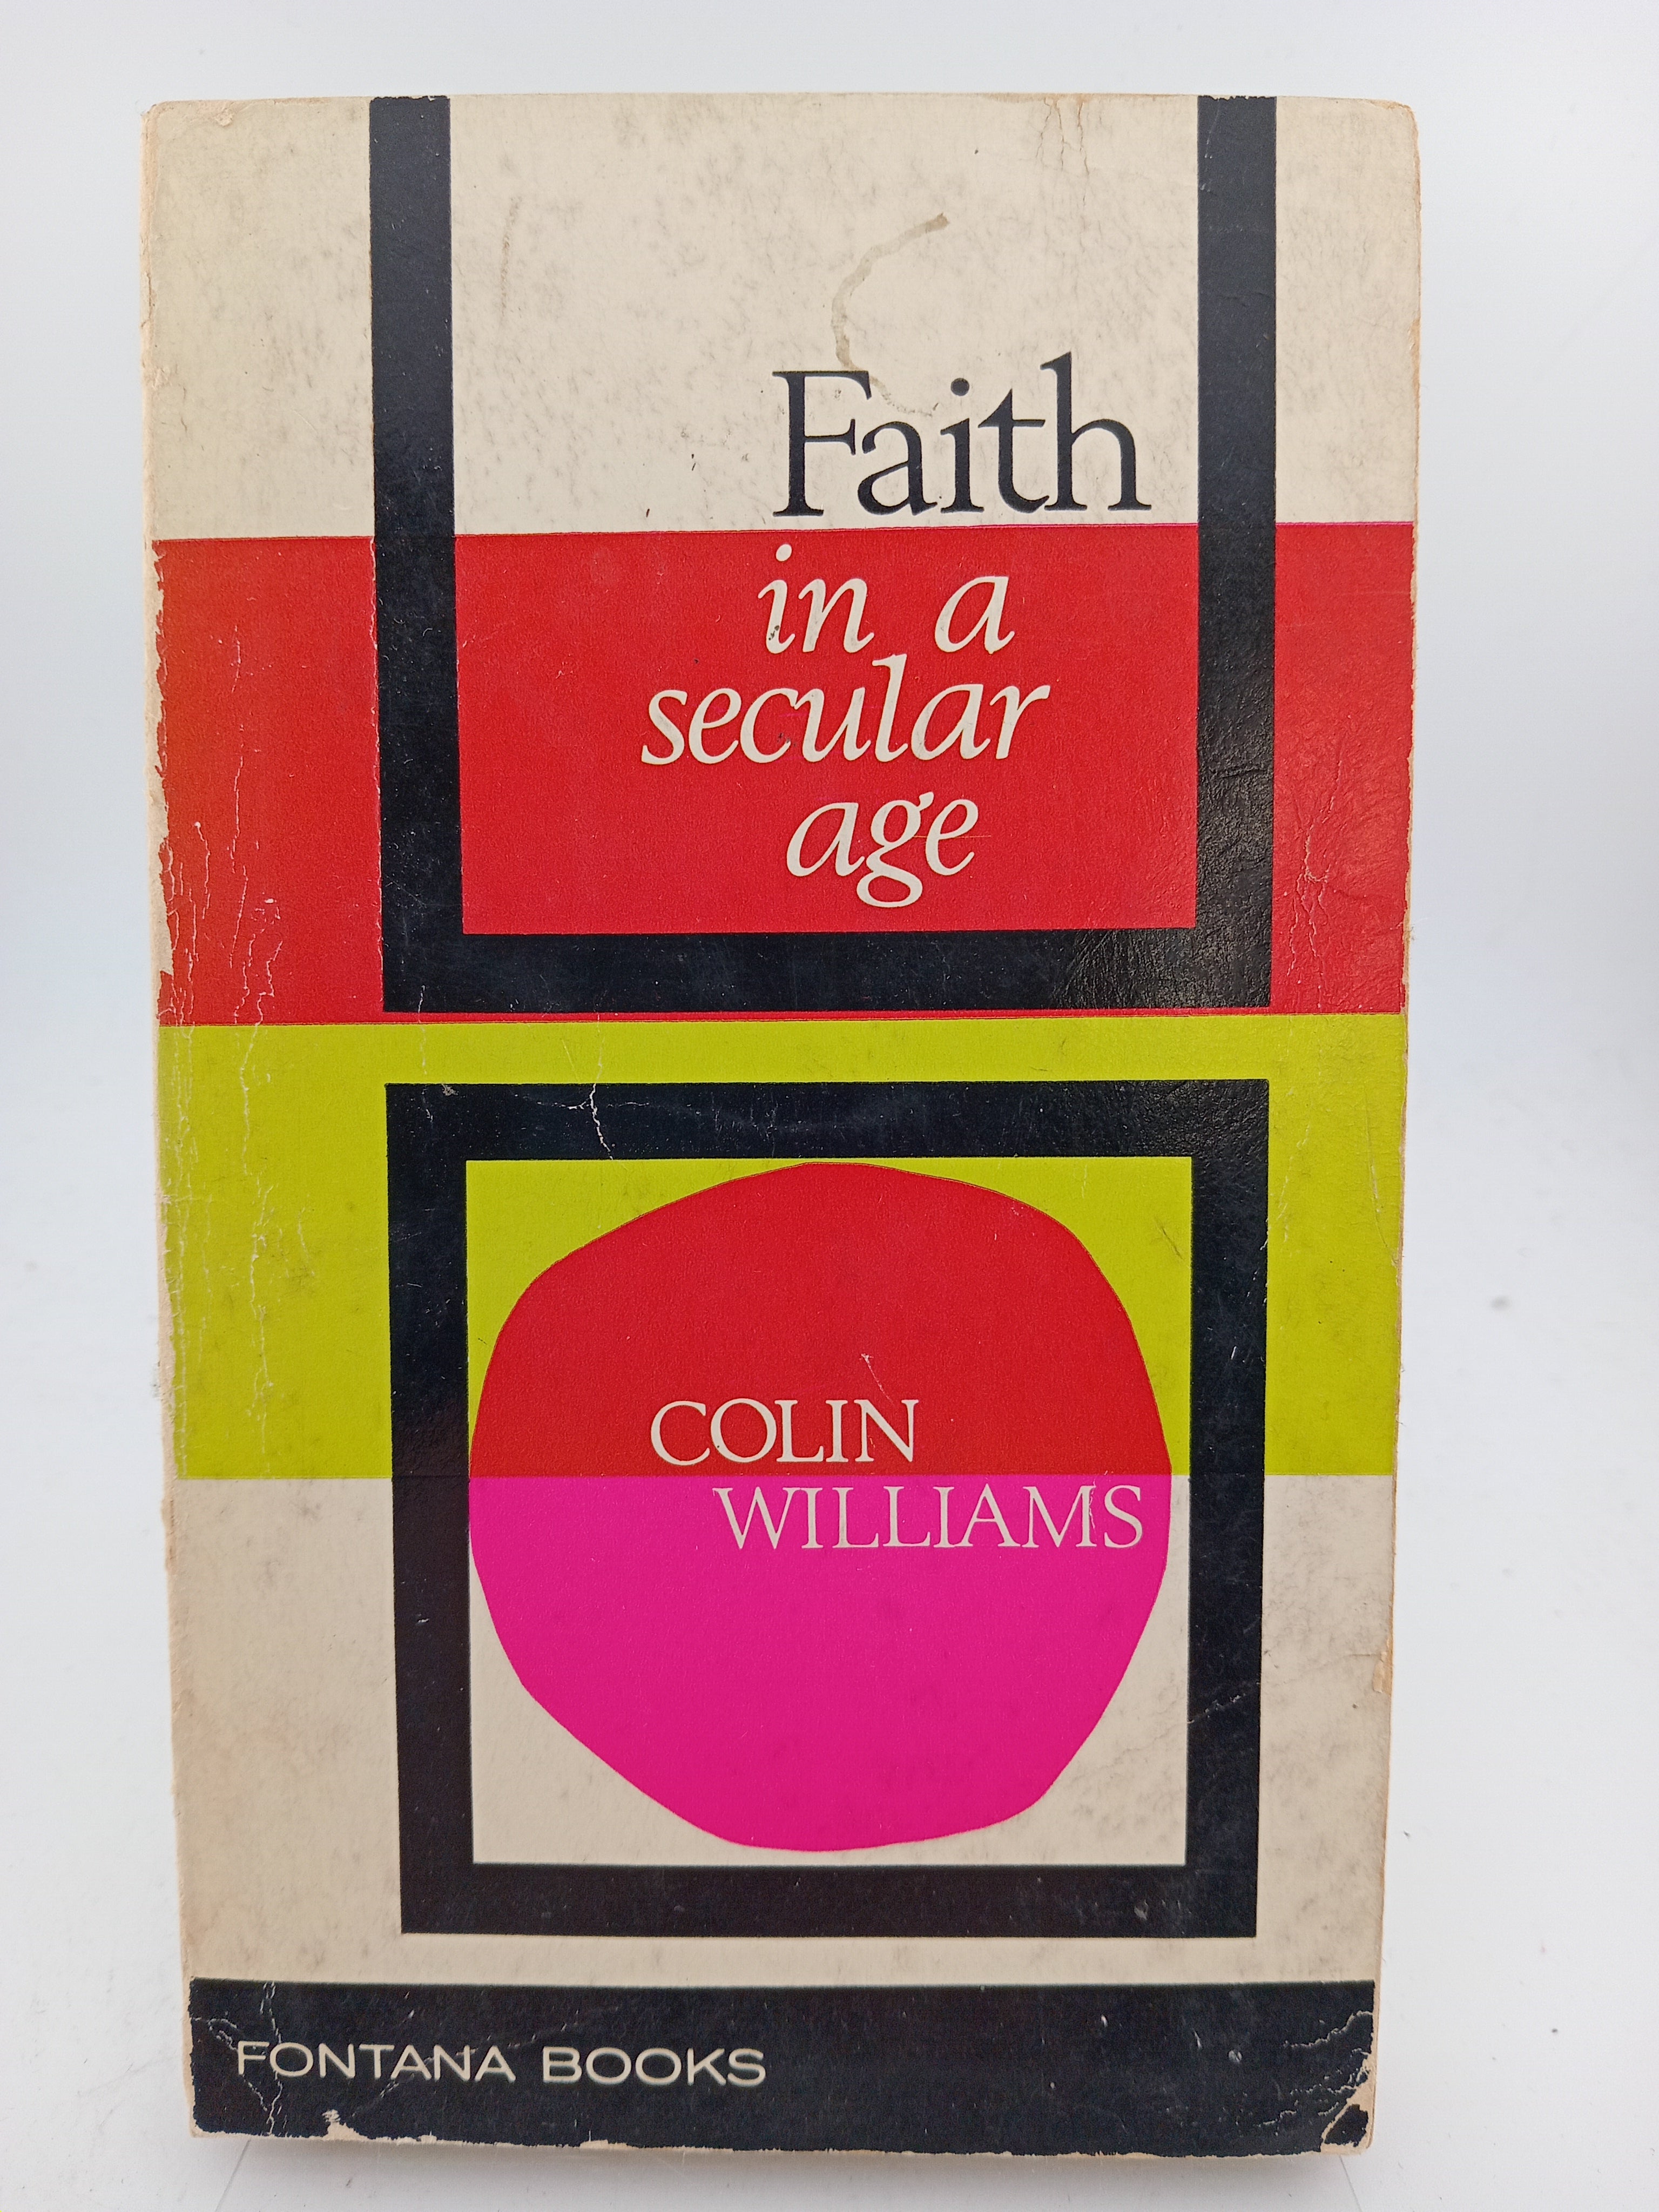 Faith
in a
secular
age
COLIN
WILLIAMS
FONTANA BOOKS